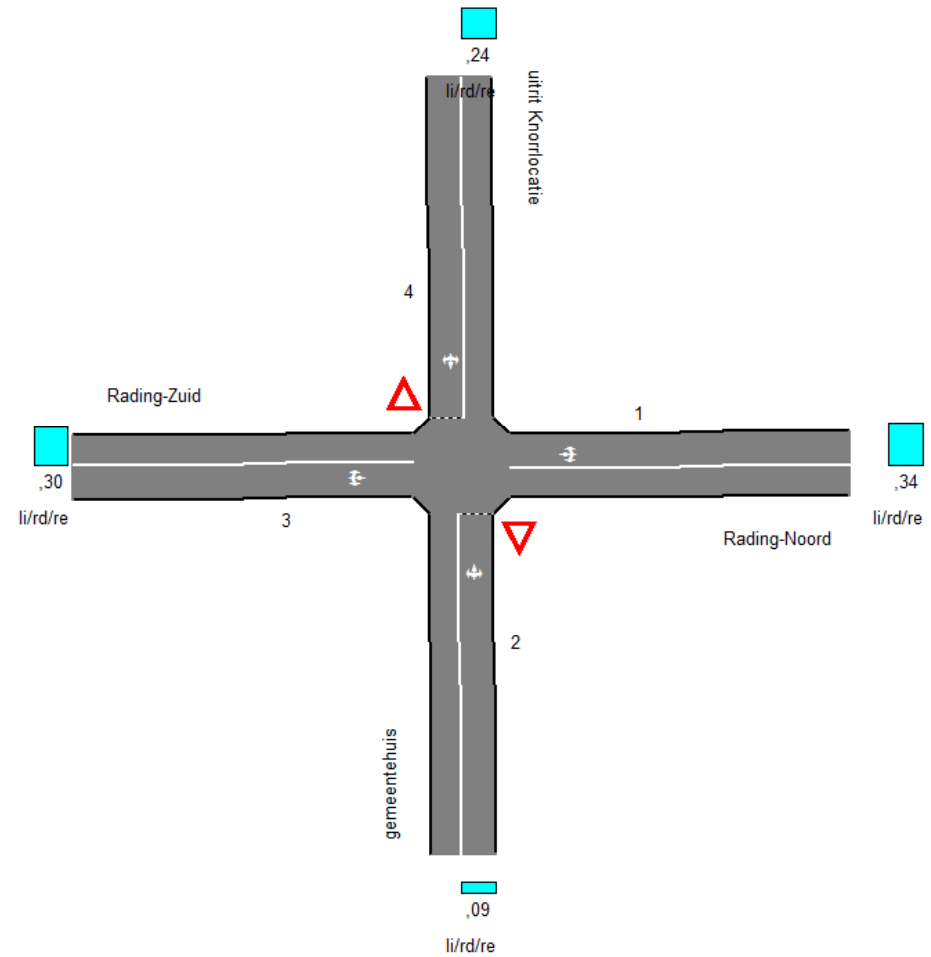 ,24
li/rd/re
uitrit Knorrlocatie
4
Rading-Zuid
1
,30
li/rd/re
3
,34
li/rd/re
Rading-Noord
2
gemeentehuis
,09
li/rd/re